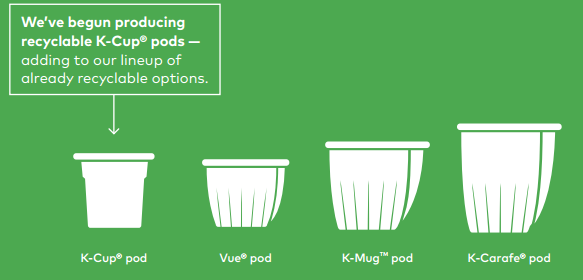 We've begun producing
recyclable K-Cup® pods —
adding to our lineup of
already recyclable options.
K-Cup® pod
Vue® pod
K-Mug™ pod
K-Carafe® pod